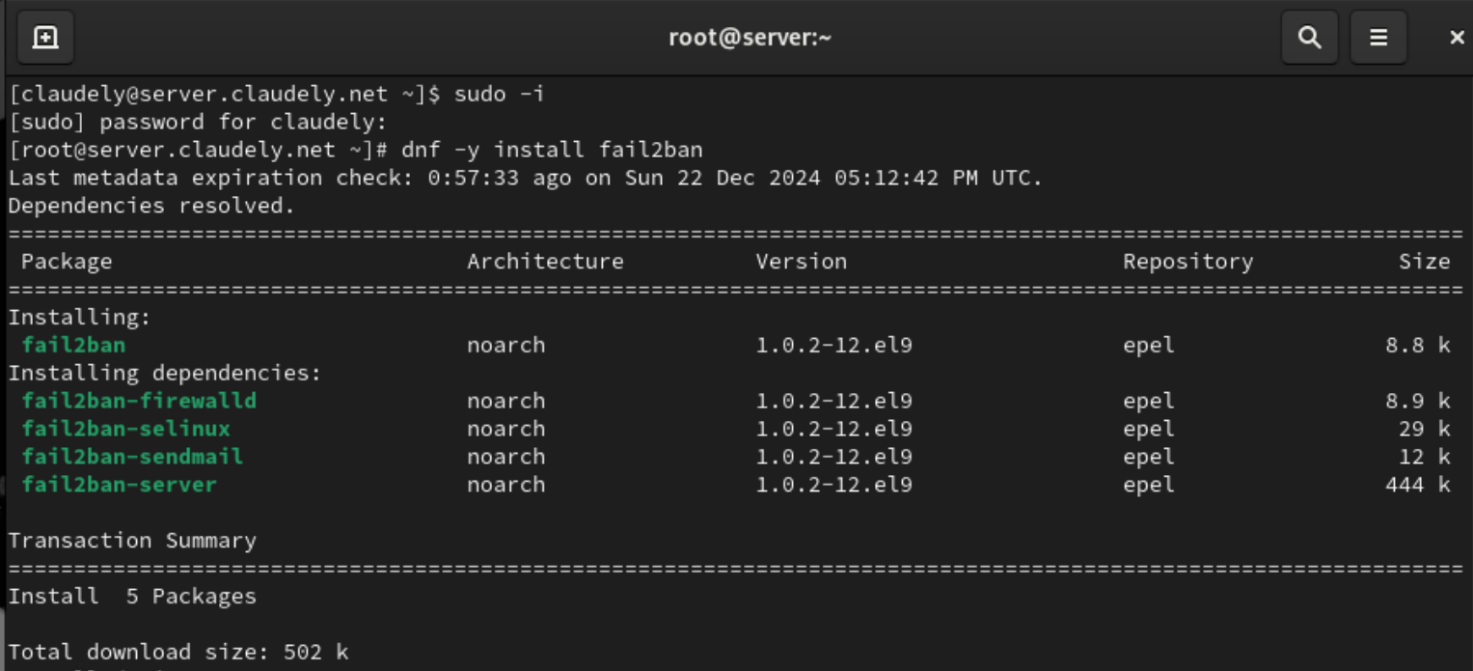 root@server:~
[claudely@server.claudely.net ~]$ sudo -i
[sudo] password for claudely:
[root@server.claudely.net ~]# dnf -y install fail2ban
Last metadata expiration check: 0:57:33 ago on Sun 22 Dec 2024 05:12:42 PM UTC.
Dependencies resolved.
================================================================================================================
Package Architecture Version Repository Size
================================================================================================================
Installing:
fail2ban noarch 1.0.2-12.el9 epel 8.8 k
Installing dependencies:
fail2ban-firewalld noarch 1.0.2-12.el9 epel 8.9 k
fail2ban-selinux noarch 1.0.2-12.el9 epel 29 k
fail2ban-sendmail noarch 1.0.2-12.el9 epel 12 k
fail2ban-server noarch 1.0.2-12.el9 epel 444 k
Transaction Summary
================================================================================================================
Install 5 Packages
Total download size: 502 k